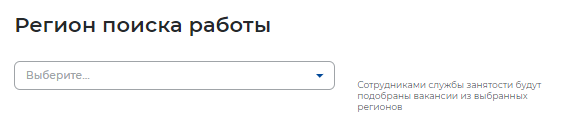 Регион поиска работы
Выберите...
Сотрудниками службы занятости будут
подобраны вакансии из выбранных
регионов